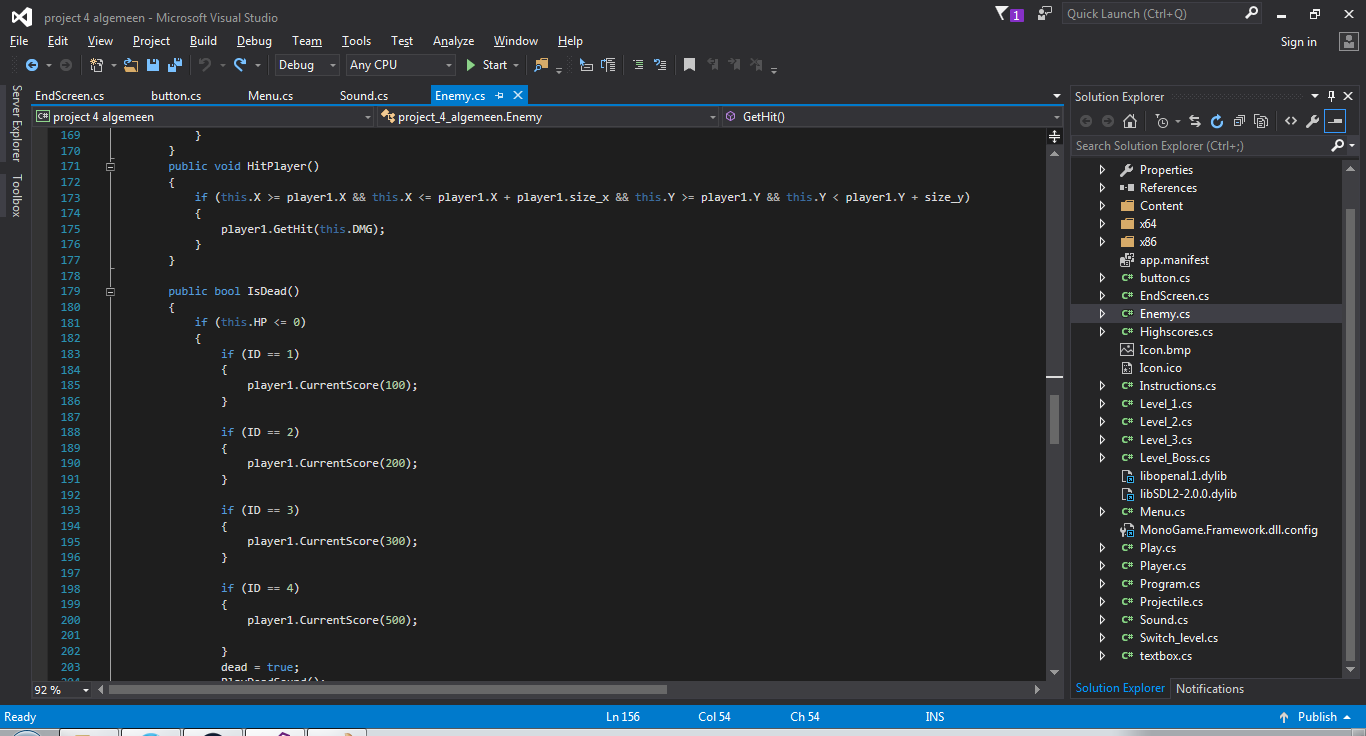 project 4 algemeen - Microsoft Visual Studio
1
Quick Launch (Ctrl+Q)
File Edit View Project Build Debug Team Tools Test Analyze Window Help
Sign in
Debug Any CPU Start
Server Explorer
Toolbox
EndScreen.cs button.cs Menu.cs Sound.cs Enemy.cs
C# project 4 algemeen project_4_algemeen.Enemy GetHit()
169 }
170 }
171 public void HitPlayer()
172 {
173 if (this.X >= player1.X && this.X <= player1.X + player1.size_x && this.Y >= player1.Y && this.Y < player1.Y + size_y)
174 {
175 player1.GetHit(this.DMG);
176 }
177 }
178
179 public bool IsDead()
180 {
181 if (this.HP <= 0)
182 {
183 if (ID == 1)
184 {
185 player1.CurrentScore(100);
186 }
187
188 if (ID == 2)
189 {
190 player1.CurrentScore(200);
191 }
192
193 if (ID == 3)
194 {
195 player1.CurrentScore(300);
196 }
197
198 if (ID == 4)
199 {
200 player1.CurrentScore(500);
201
202 }
203 dead = true;
92 %
Solution Explorer
Search Solution Explorer (Ctrl+;)
Properties
References
Content
x64
x86
app.manifest
C# button.cs
C# EndScreen.cs
C# Enemy.cs
C# Highscores.cs
Icon.bmp
Icon.ico
C# Instructions.cs
C# Level_1.cs
C# Level_2.cs
C# Level_3.cs
C# Level_Boss.cs
libopenal.1.dylib
libSDL2-2.0.0.dylib
C# Menu.cs
MonoGame.Framework.dll.config
C# Play.cs
C# Player.cs
C# Program.cs
C# Projectile.cs
C# Sound.cs
C# Switch_level.cs
C# textbox.cs
Solution Explorer Notifications
Ready Ln 156 Col 54 Ch 54 INS Publish